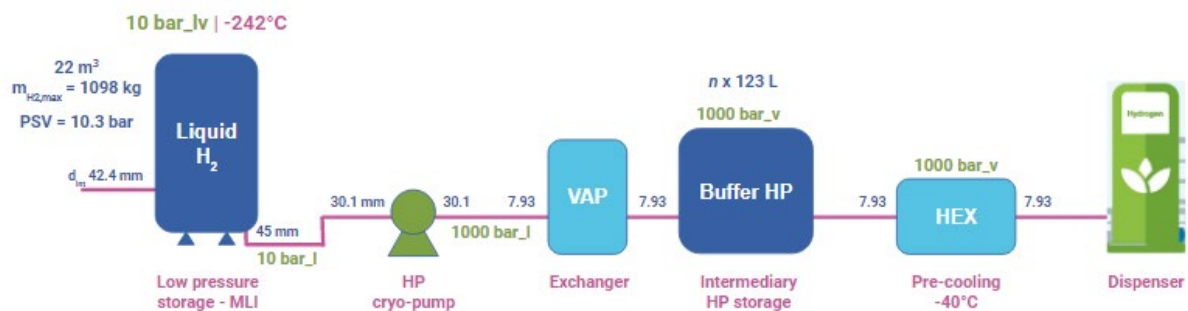 10 bar_lv | -242°C
22 m³
m_H2,max = 1098 kg
PSV = 10.3 bar
Liquid
H₂
d_int 42.4 mm
45 mm
10 bar_l
30.1 mm
30.1
7.93
1000 bar_l
VAP
7.93
n x 123 L
1000 bar_v
Buffer HP
7.93
1000 bar_v
HEX
7.93
Hydrogen
Low pressure
storage - MLI
HP
cryo-pump
Exchanger
Intermediary
HP storage
Pre-cooling
-40°C
Dispenser